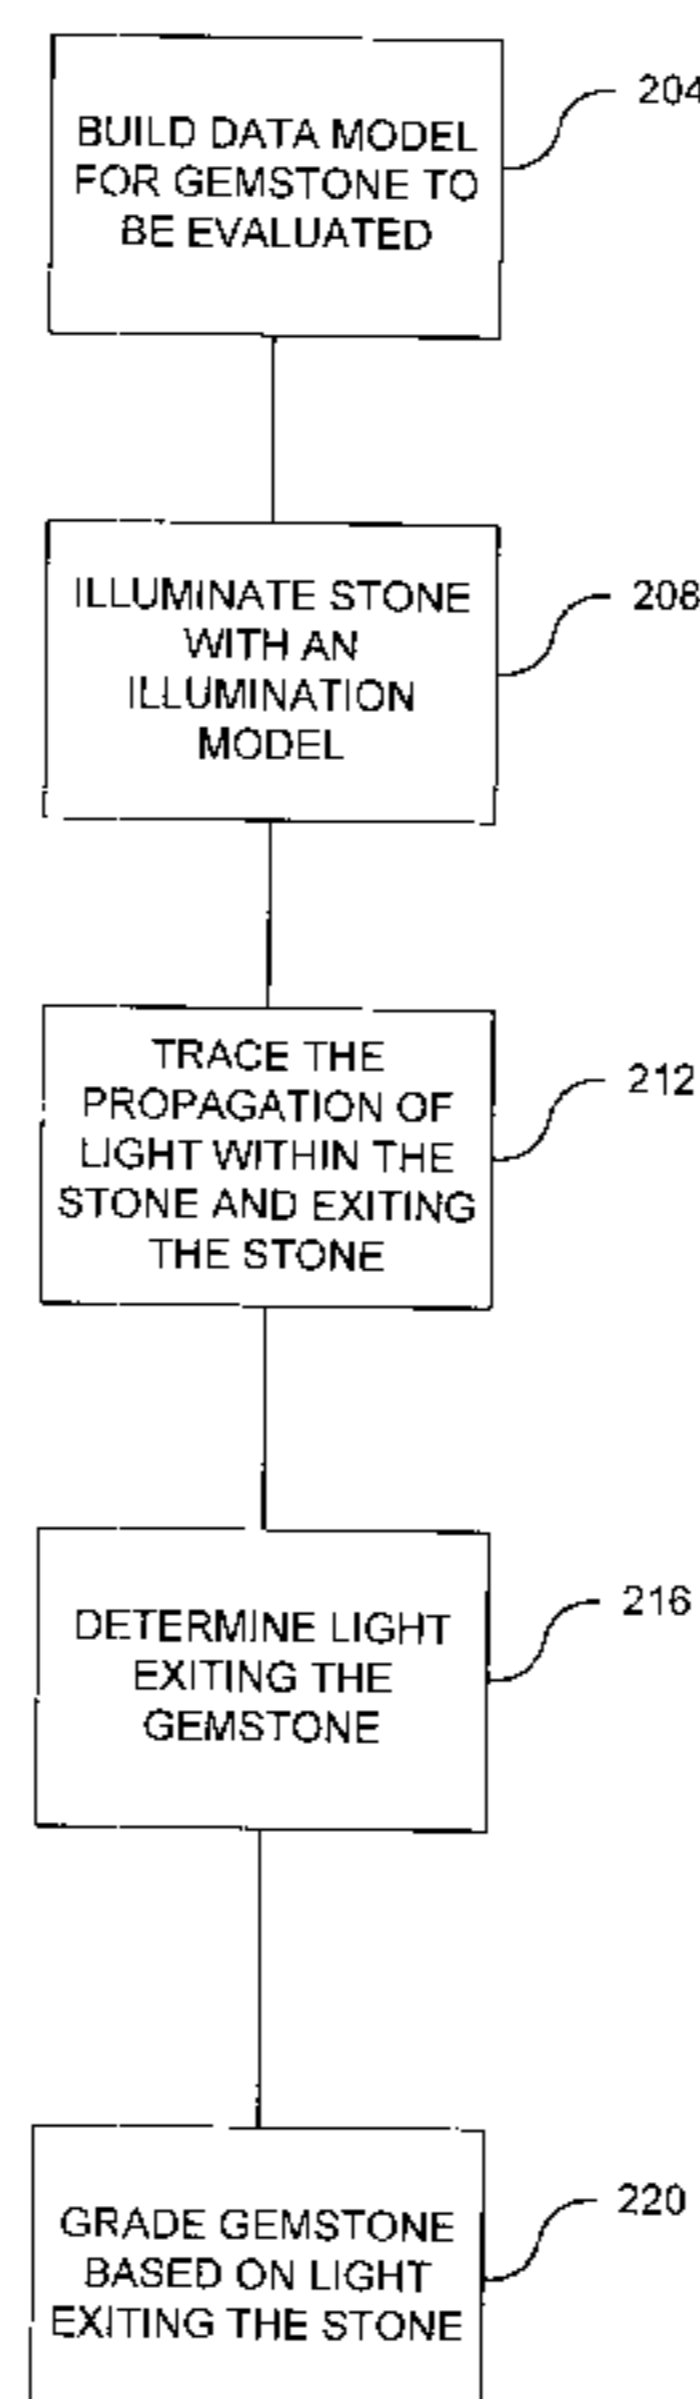 BUILD DATA MODEL
FOR GEMSTONE TO
BE EVALUATED
204
ILLUMINATE STONE
WITH AN
ILLUMINATION
MODEL
208
TRACE THE
PROPAGATION OF
LIGHT WITHIN THE
STONE AND EXITING
THE STONE
212
DETERMINE LIGHT
EXITING THE
GEMSTONE
216
GRADE GEMSTONE
BASED ON LIGHT
EXITING THE STONE
220